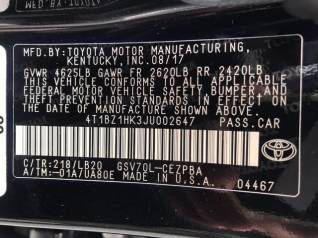 MFD.BY:TOYOTA MOTOR MANUFACTURING,
KENTUCKY,INC.08/17
GVWR 4625LB GAWR FR 2620LB RR 2420LB
THIS VEHICLE CONFORMS TO ALL APPLICABLE
FEDERAL MOTOR VEHICLE SAFETY, BUMPER, AND
THEFT PREVENTION STANDARDS IN EFFECT ON THE
DATE OF MANUFACTURE SHOWN ABOVE.
4T1BZ1HK3JU002647 PASS.CAR
C/TR:218/LB20 GSV70L-CEZPBA
A/TM:-01A/UA80E MADE IN U.S.A. 04467
TOYOTA